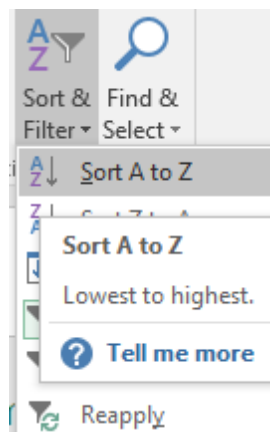 Sort & Find &
Filter Select
Sort A to Z
Sort A to Z
Lowest to highest.
Tell me more
Reapply